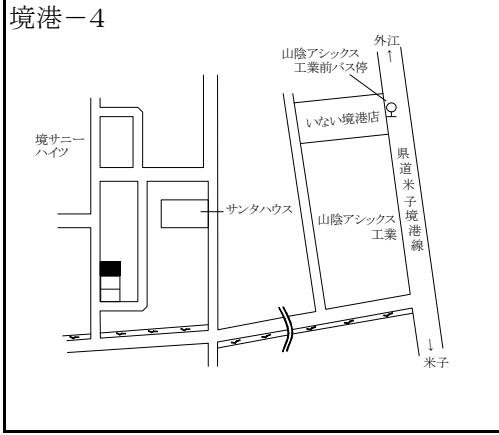 境港－4
外江
↑
山陰アシックス
工業前バス停
いない境港店
境サニー
ハイツ
県道米子境港線
サンタハウス
山陰アシックス
工業
↓
米子